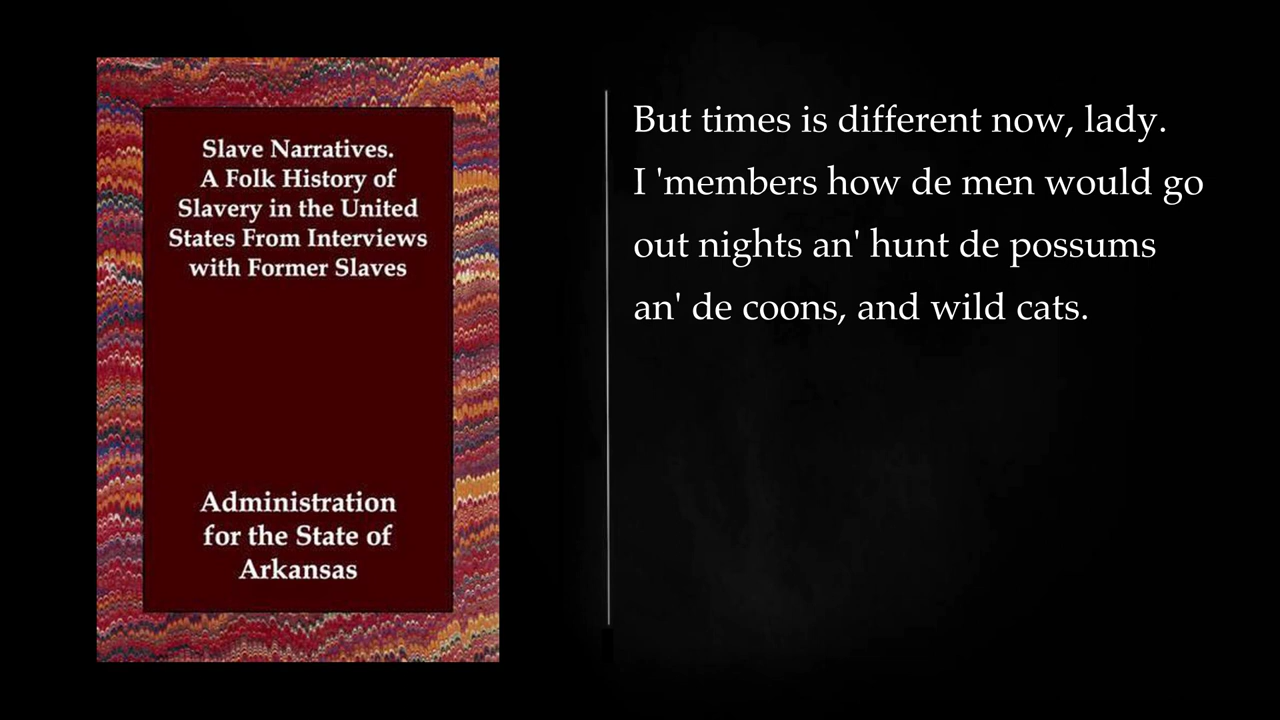 Slave Narratives.
A Folk History of
Slavery in the United
States From Interviews
with Former Slaves
Administration
for the State of
Arkansas
But times is different now, lady.
I 'members how de men would go
out nights an' hunt de possums
an' de coons, and wild cats.